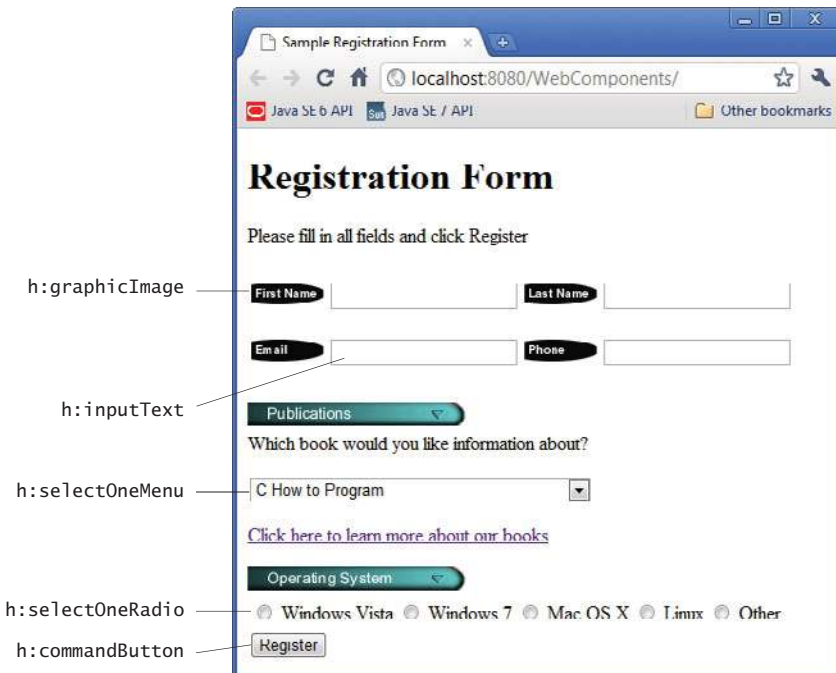 Sample Registration Form
localhost:8080/WebComponents/
Java SE 6 API Sun Java SE 7 API Other bookmarks
Registration Form
Please fill in all fields and click Register
h:graphicImage First Name Last Name
Email Phone
h:inputText
Publications
Which book would you like information about?
h:selectOneMenu C How to Program
Click here to learn more about our books
Operating System
h:selectOneRadio Windows Vista Windows 7 Mac OS X Linux Other
h:commandButton Register